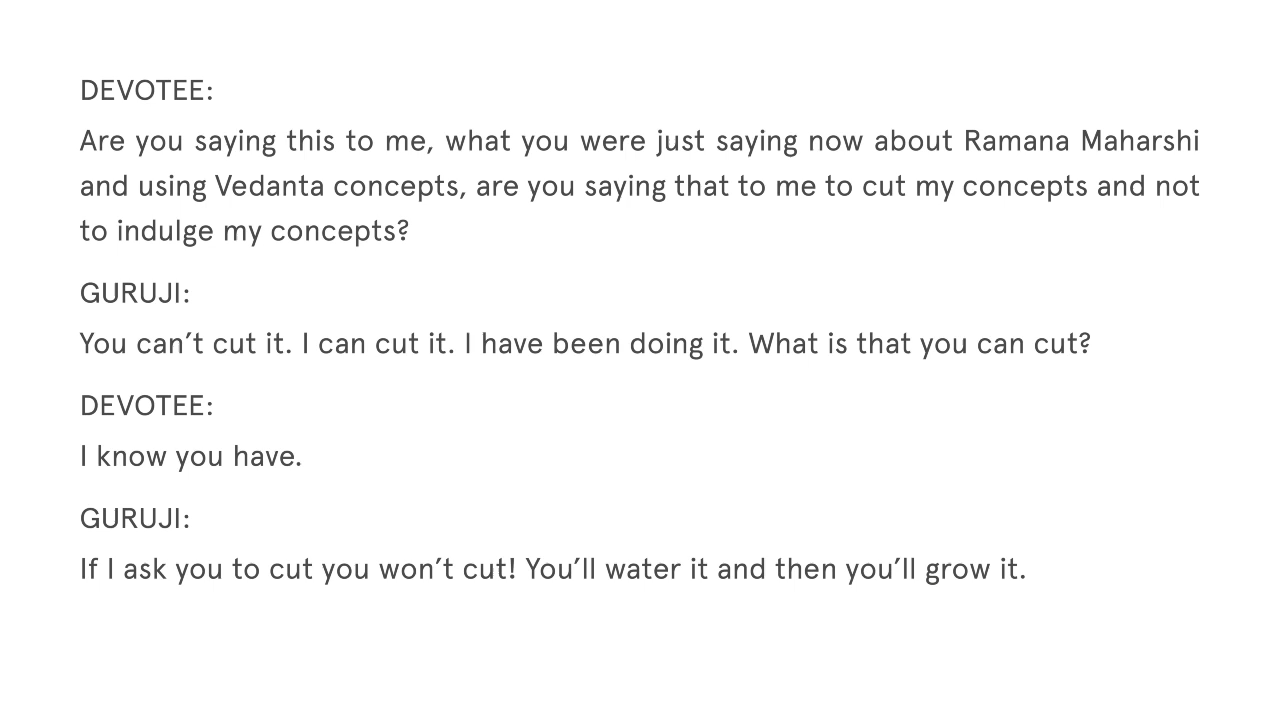 DEVOTEE:
Are you saying this to me, what you were just saying now about Ramana Maharshi
and using Vedanta concepts, are you saying that to me to cut my concepts and not
to indulge my concepts?
GURUJI:
You can’t cut it. I can cut it. I have been doing it. What is that you can cut?
DEVOTEE:
I know you have.
GURUJI:
If I ask you to cut you won’t cut! You’ll water it and then you’ll grow it.